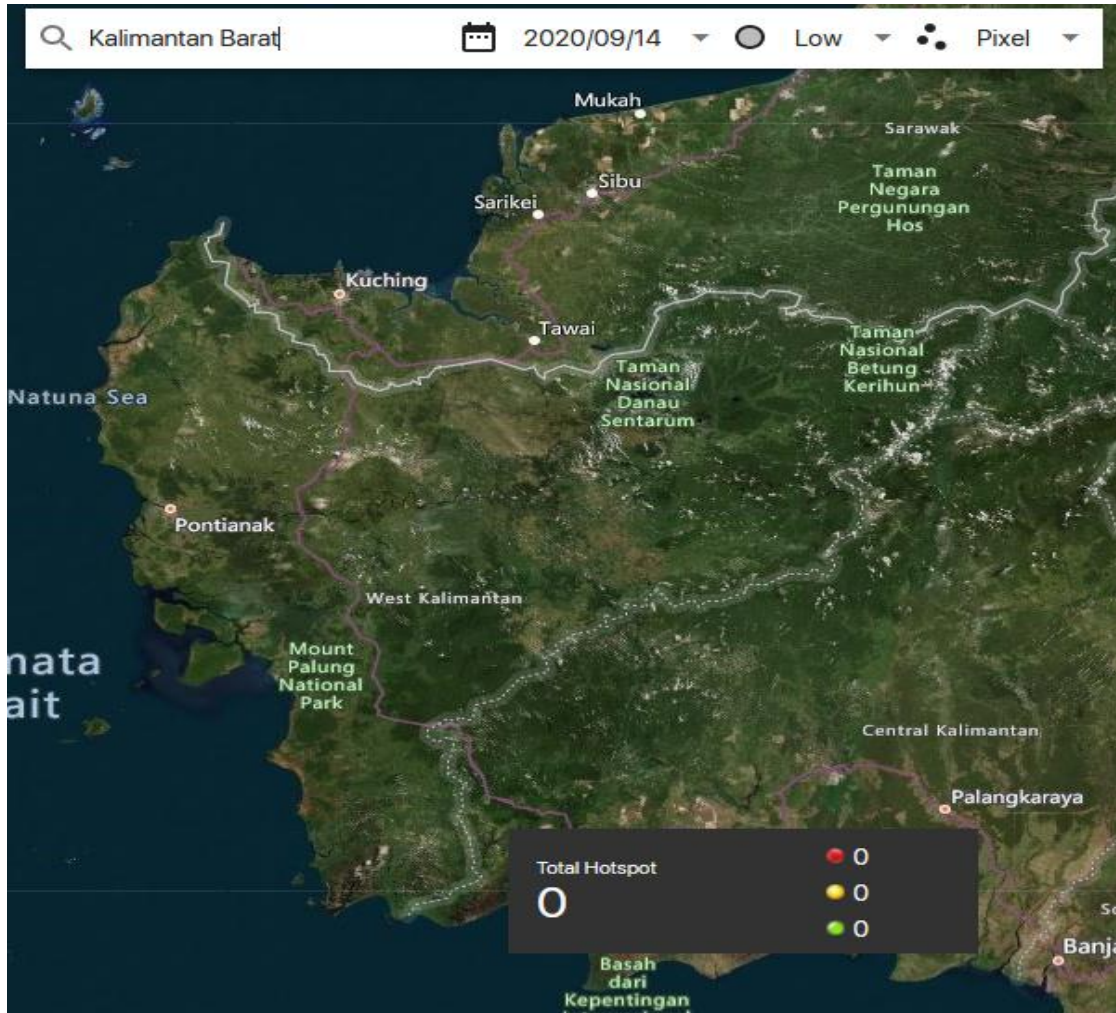 Kalimantan Barat
2020/09/14
Low
Pixel
Mukah
Sarawak
Taman
Negara
Pergunungan
Hos
Sibu
Sarikei
Kuching
Tawai
Taman
Nasional
Betung
Kerihun
Taman
Nasional
Danau
Sentarum
Natuna Sea
Pontianak
West Kalimantan
mata
ait
Mount
Palung
National
Park
Central Kalimantan
Palangkaraya
Total Hotspot
0
0
0
0
Banja
Basah
dari
Kepentingan